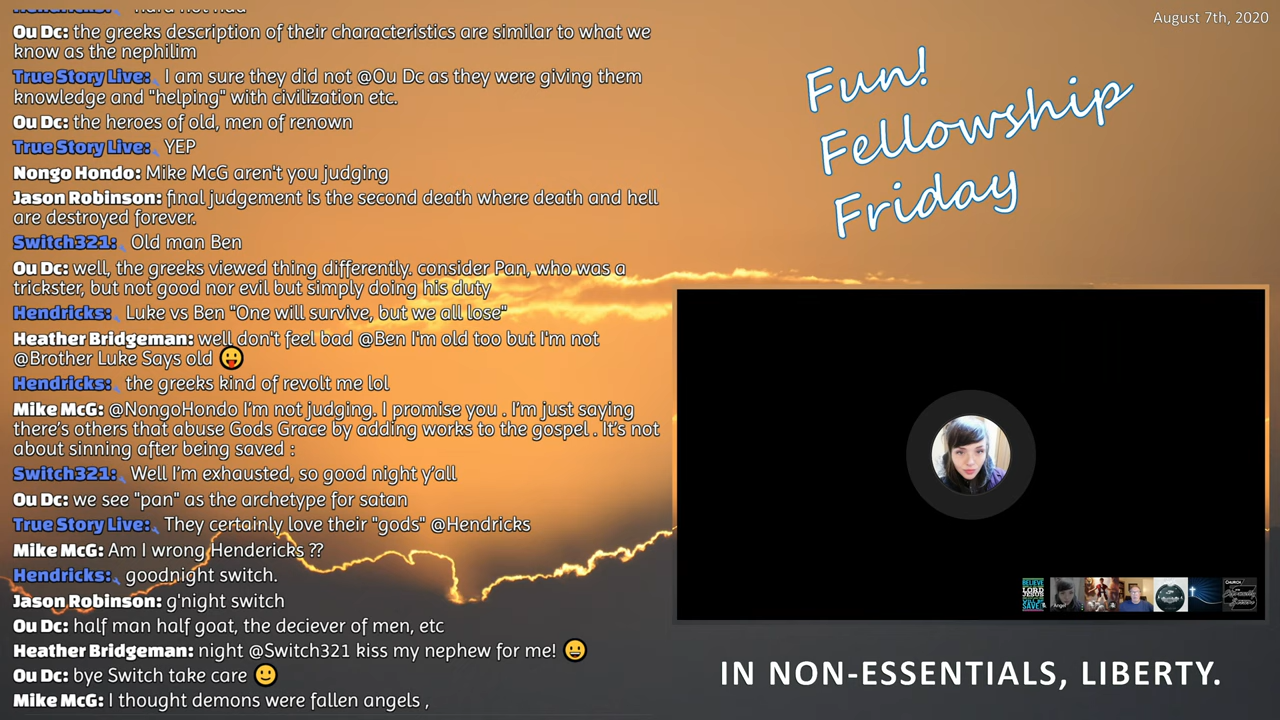 Hendricks: hard not had
Ou Dc: the greeks description of their characteristics are similar to what we
know as the nephilim
True Story Live: I am sure they did not @Ou Dc as they were giving them
knowledge and "helping" with civilization etc.
Ou Dc: the heroes of old, men of renown
True Story Live: YEP
Nongo Hondo: Mike McG aren't you judging
Jason Robinson: final judgement is the second death where death and hell
are destroyed forever.
Switch321: Old man Ben
Ou Dc: well, the greeks viewed thing differently. consider Pan, who was a
trickster, but not good nor evil but simply doing his duty
Hendricks: Luke vs Ben "One will survive, but we all lose"
Heather Bridgeman: well don't feel bad @Ben I'm old too but I'm not
@Brother Luke Says old 😛
Hendricks: the greeks kind of revolt me lol
Mike McG: @NongoHondo I'm not judging. I promise you . I'm just saying
there's others that abuse Gods Grace by adding works to the gospel . It's not
about sinning after being saved :
Switch321: Well I'm exhausted, so good night y'all
Ou Dc: we see "pan" as the archetype for satan
True Story Live: They certainly love their "gods" @Hendricks
Mike McG: Am I wrong Hendericks ??
Hendricks: goodnight switch.
Jason Robinson: g'night switch
Ou Dc: half man half goat, the deciever of men, etc
Heather Bridgeman: night @Switch321 kiss my nephew for me! 😀
Ou Dc: bye Switch take care 🙂
Mike McG: I thought demons were fallen angels ,
August 7th, 2020
Fun!
Fellowship
Friday
BELIEVE
LORD
JESUS
SAVE
Angel
CHURCH
IN NON-ESSENTIALS, LIBERTY.